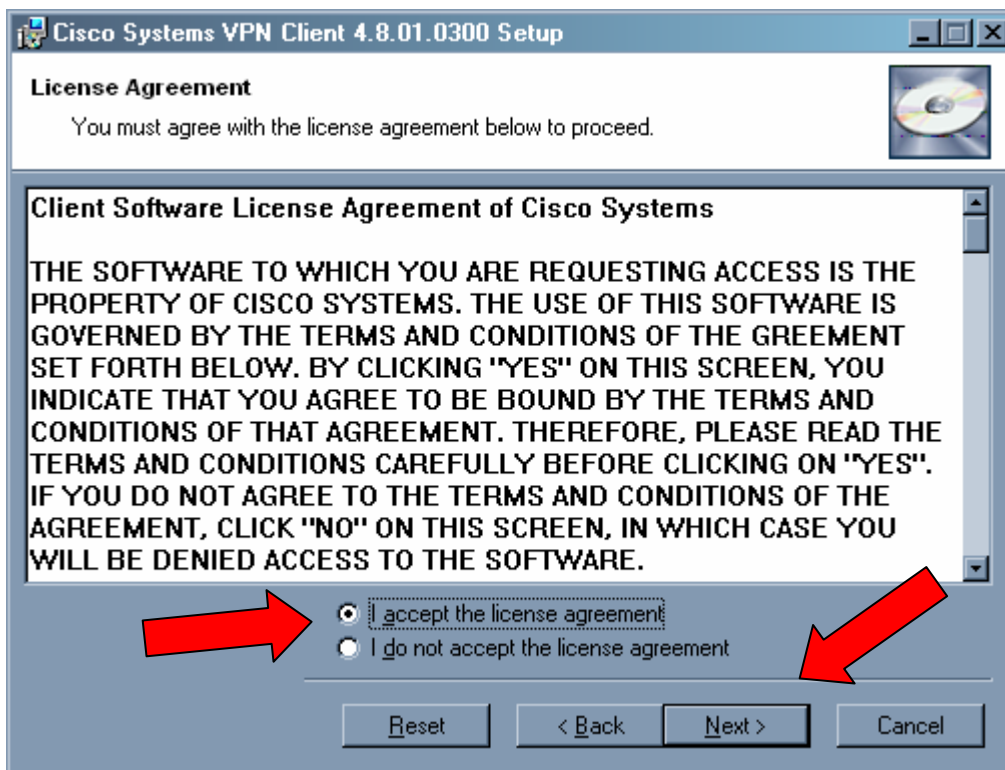 Cisco Systems VPN Client 4.8.01.0300 Setup
License Agreement
You must agree with the license agreement below to proceed.
Client Software License Agreement of Cisco Systems
THE SOFTWARE TO WHICH YOU ARE REQUESTING ACCESS IS THE
PROPERTY OF CISCO SYSTEMS. THE USE OF THIS SOFTWARE IS
GOVERNED BY THE TERMS AND CONDITIONS OF THE GREEMENT
SET FORTH BELOW. BY CLICKING "YES" ON THIS SCREEN, YOU
INDICATE THAT YOU AGREE TO BE BOUND BY THE TERMS AND
CONDITIONS OF THAT AGREEMENT. THEREFORE, PLEASE READ THE
TERMS AND CONDITIONS CAREFULLY BEFORE CLICKING ON "YES".
IF YOU DO NOT AGREE TO THE TERMS AND CONDITIONS OF THE
AGREEMENT, CLICK "NO" ON THIS SCREEN, IN WHICH CASE YOU
WILL BE DENIED ACCESS TO THE SOFTWARE.
I accept the license agreement
I do not accept the license agreement
Reset < Back Next > Cancel